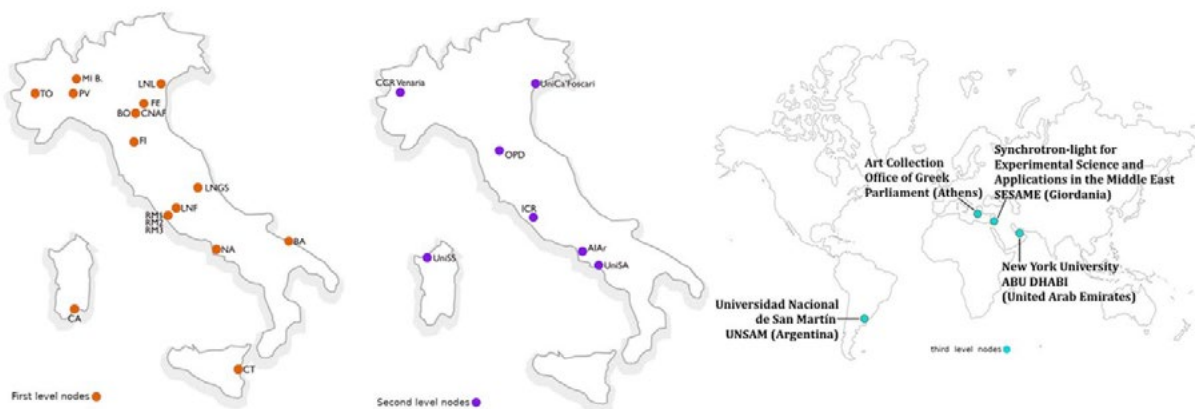 MI B.
TO
PV
LNL
FE
BO
CNAF
FI
LNGS
LNF
RM1
RM2
RM3
NA
BA
CA
CT
First level nodes
CCR Venaria
UniCa'Foscari
OPD
ICR
AIAr
UniSA
UniSS
Second level nodes
Art Collection
Office of Greek
Parliament (Athens)
Synchrotron-light for
Experimental Science and
Applications in the Middle East
SESAME (Giordania)
New York University
ABU DHABI
(United Arab Emirates)
Universidad Nacional
de San Martín
UNSAM (Argentina)
third level nodes